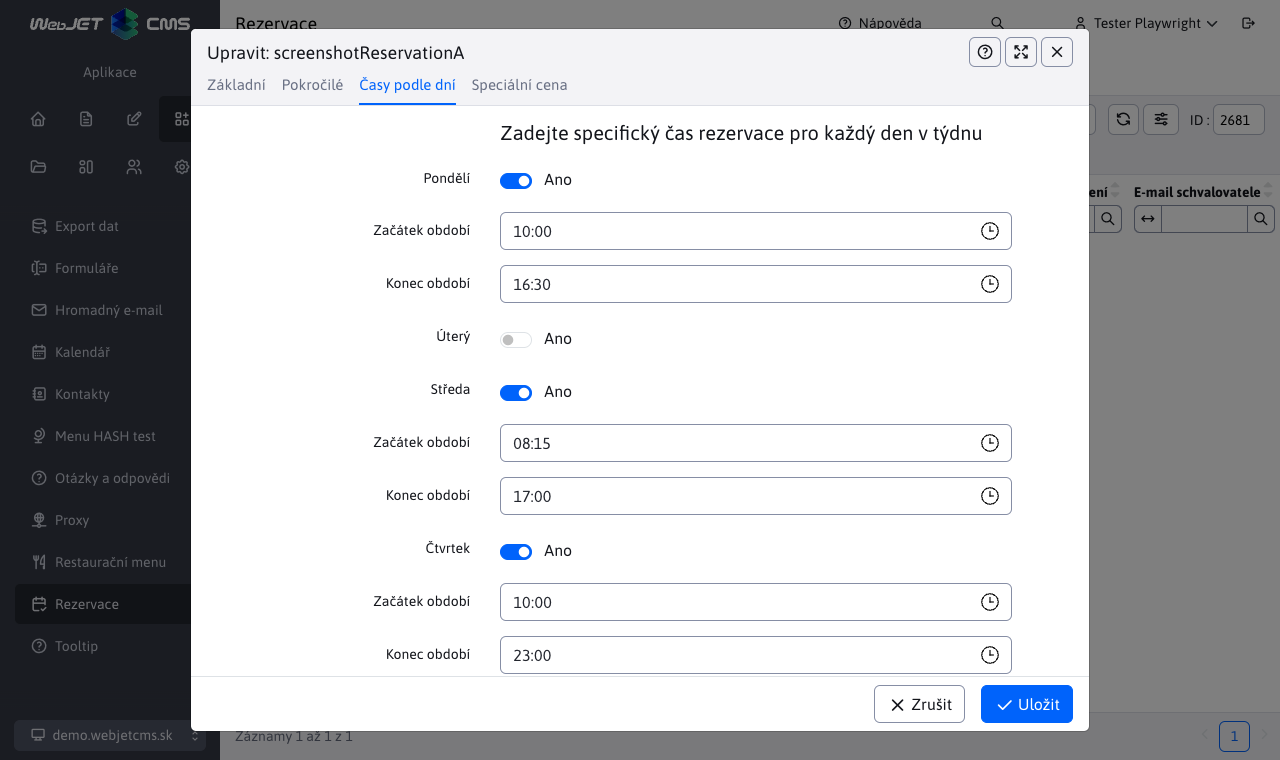 WebJET CMS
Rezervace
Nápověda
Tester Playwright
Upravit: screenshotReservationA
Aplikace
Základní
Pokročilé
Časy podle dní
Speciální cena
ID :
2681
Zadejte specifický čas rezervace pro každý den v týdnu
Pondělí
Ano
E-mail schvalovatele
Začátek období
10:00
Konec období
16:30
Úterý
Ano
Středa
Ano
Začátek období
08:15
Konec období
17:00
Čtvrtek
Ano
Začátek období
10:00
Konec období
23:00
Export dat
Formuláře
Hromadný e-mail
Kalendář
Kontakty
Menu HASH test
Otázky a odpovědi
Proxy
Restaurační menu
Rezervace
Tooltip
Zrušit
Uložit
demo.webjetcms.sk
Záznamy 1 až 1 z 1
1